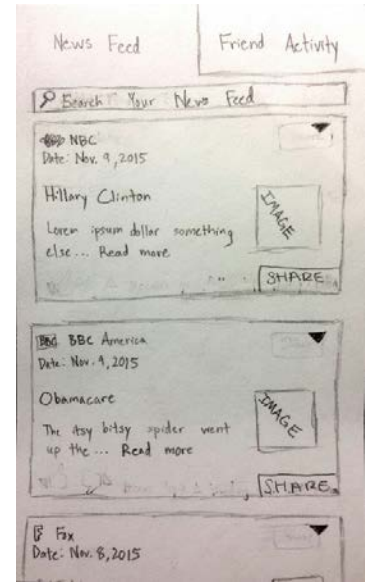 News Feed
Friend Activity
Search Your News Feed
NBC
Date: Nov. 9, 2015
Hillary Clinton
IMAGE
Lorem ipsum dollar something
else... Read more
SHARE
BBC BBC America
Date: Nov. 9, 2015
Obamacare
IMAGE
The itsy bitsy spider went
up the ... Read more
SHARE
Fox
Date: Nov. 8, 2015